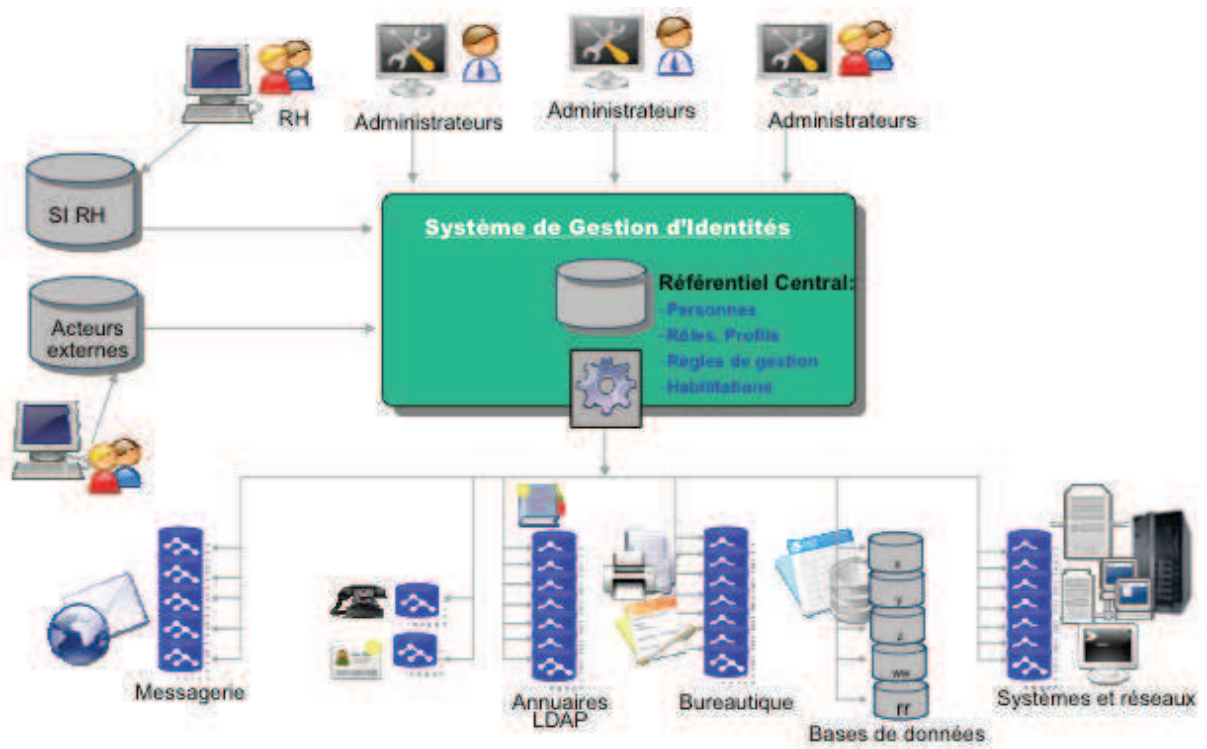 RH
Administrateurs
Administrateurs
Administrateurs
SI RH
Système de Gestion d'Identités
Référentiel Central:
-Personnes
-Rôles, Profils
-Règles de gestion
-Habilitations
Acteurs
externes
Messagerie
Annuaires
LDAP
Bureautique
ww
rr
Bases de données
Systèmes et réseaux